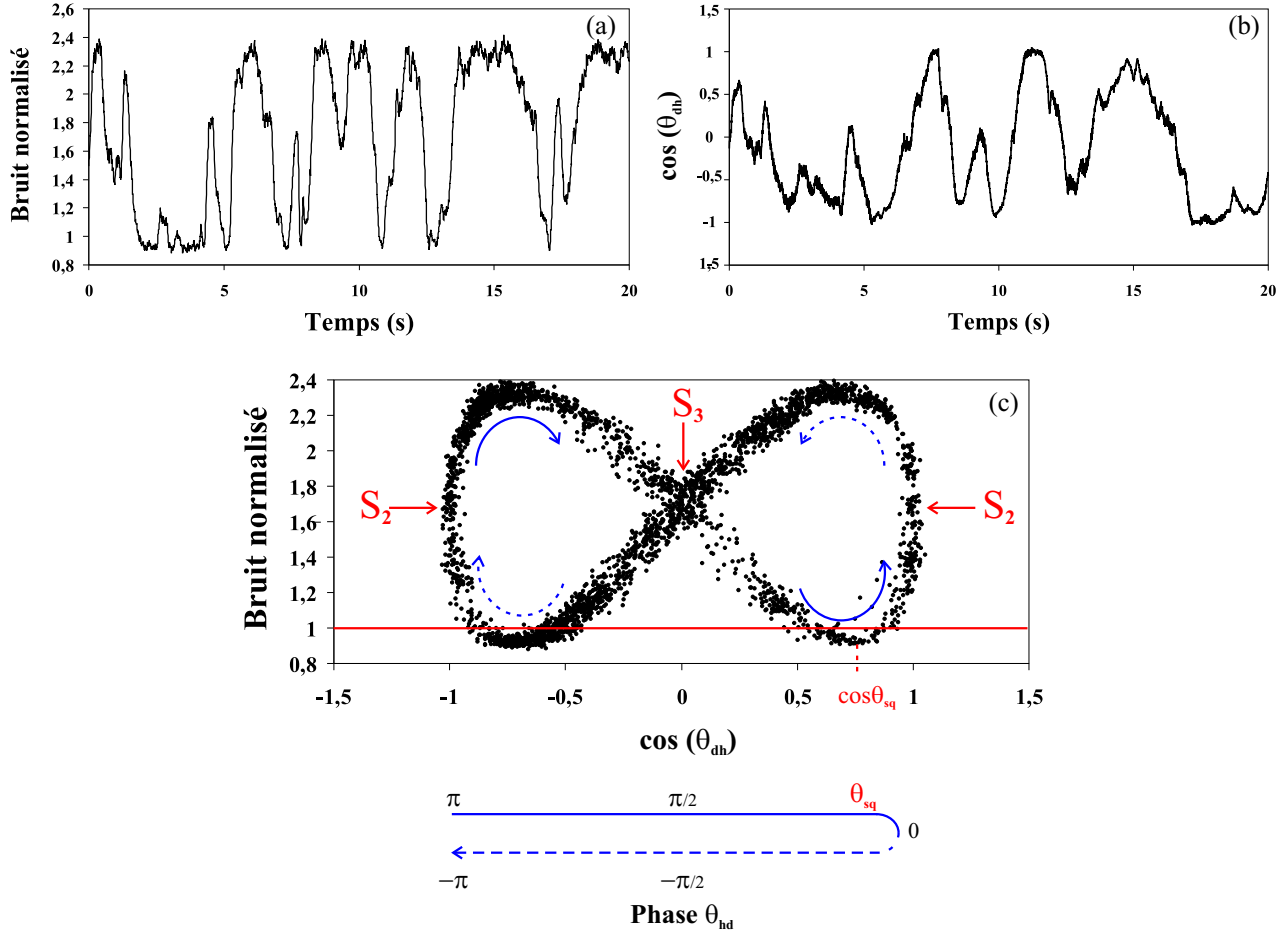 (a)
Bruit normalisé
2,6
2,4
2,2
2
1,8
1,6
1,4
1,2
1
0,8
0
5
10
15
20
Temps (s)
(b)
cos (θdh)
1,5
1
0,5
0
-0,5
-1
1,5
0
5
10
15
20
Temps (s)
(c)
Bruit normalisé
2,4
2,2
2
1,8
1,6
1,4
1,2
1
0,8
S3
S2
S2
-1,5
-1
-0,5
0
0,5
1
1,5
cosθsq
cos (θdh)
π
π/2
θsq
0
−π
−π/2
Phase θhd